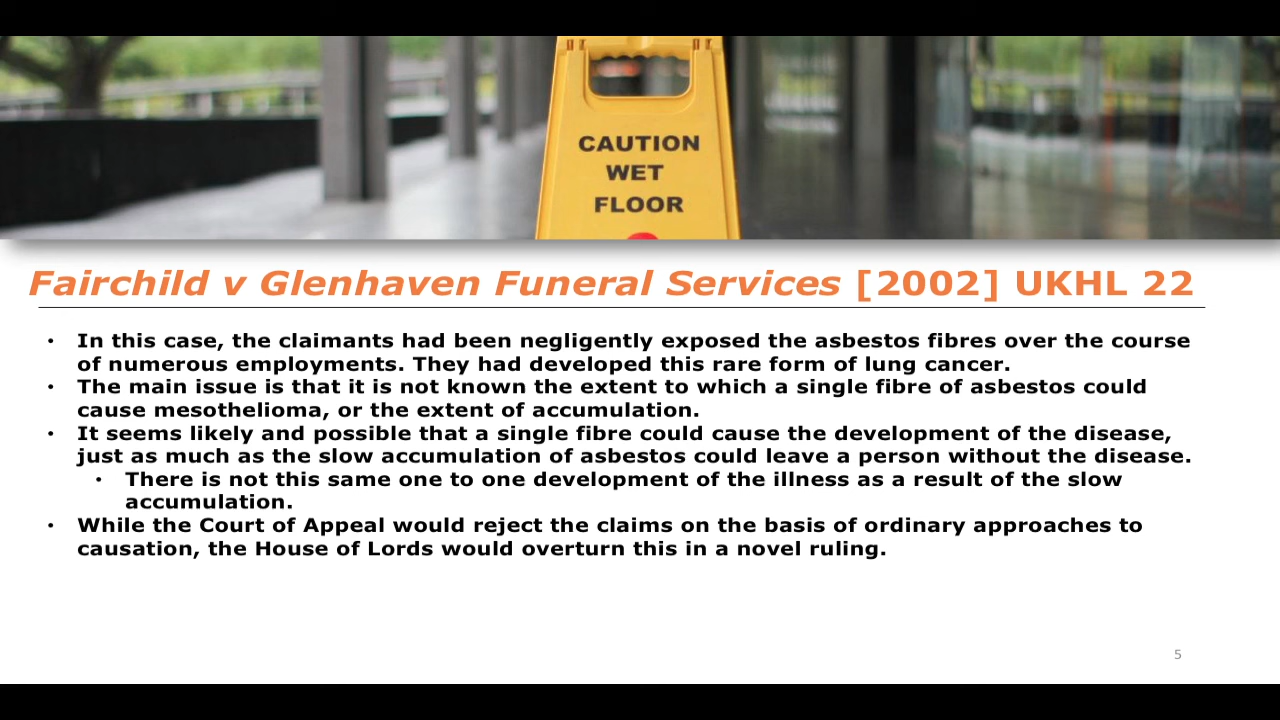 CAUTION
WET
FLOOR
Fairchild v Glenhaven Funeral Services [2002] UKHL 22
• In this case, the claimants had been negligently exposed the asbestos fibres over the course
of numerous employments. They had developed this rare form of lung cancer.
• The main issue is that it is not known the extent to which a single fibre of asbestos could
cause mesothelioma, or the extent of accumulation.
• It seems likely and possible that a single fibre could cause the development of the disease,
just as much as the slow accumulation of asbestos could leave a person without the disease.
• There is not this same one to one development of the illness as a result of the slow
accumulation.
• While the Court of Appeal would reject the claims on the basis of ordinary approaches to
causation, the House of Lords would overturn this in a novel ruling.
5